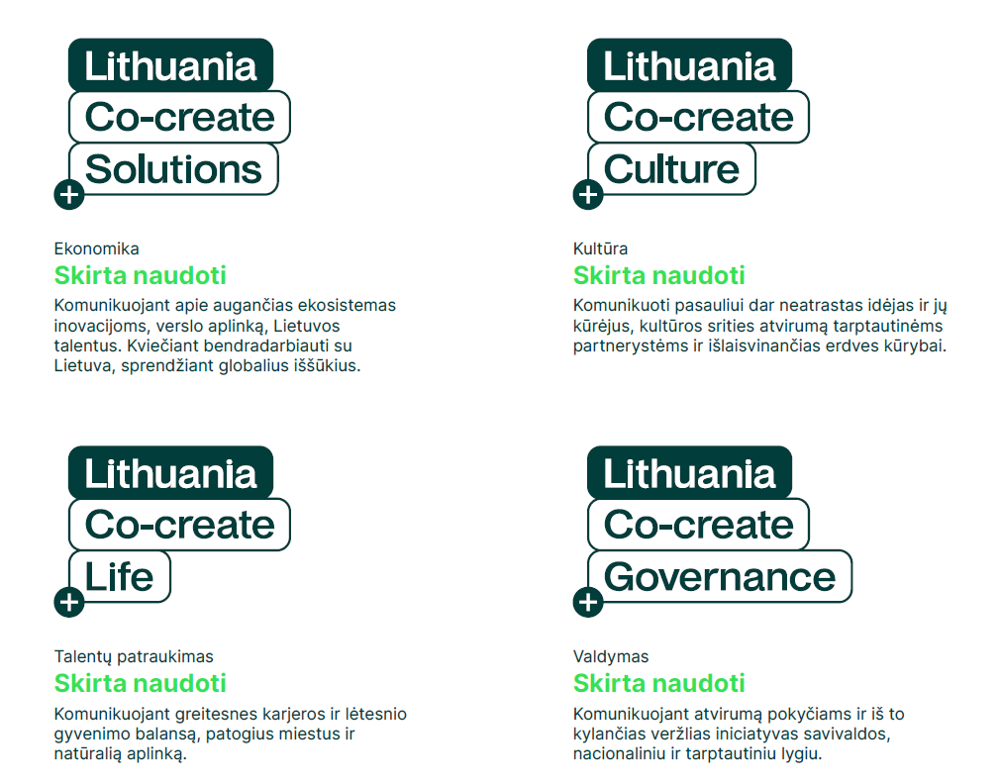 Lithuania
Co-create
Solutions
+
Ekonomika
Skirta naudoti
Komunikuojant apie augančias ekosistemas
inovacijoms, verslo aplinką, Lietuvos
talentus. Kviečiant bendradarbiauti su
Lietuva, sprendžiant globalius iššūkius.
Lithuania
Co-create
Culture
+
Kultūra
Skirta naudoti
Komunikuoti pasauliui dar neatrastas idėjas ir jų
kūrėjus, kultūros srities atvirumą tarptautinėms
partnerystėms ir išlaisvinančias erdves kūrybai.
Lithuania
Co-create
Life
+
Talentų patraukimas
Skirta naudoti
Komunikuojant greitesnes karjeros ir lėtesnio
gyvenimo balansą, patogius miestus ir
natūralią aplinką.
Lithuania
Co-create
Governance
+
Valdymas
Skirta naudoti
Komunikuojant atvirumą pokyčiams ir iš to
kylančias veržlias iniciatyvas savivaldos,
nacionaliniu ir tarptautiniu lygiu.